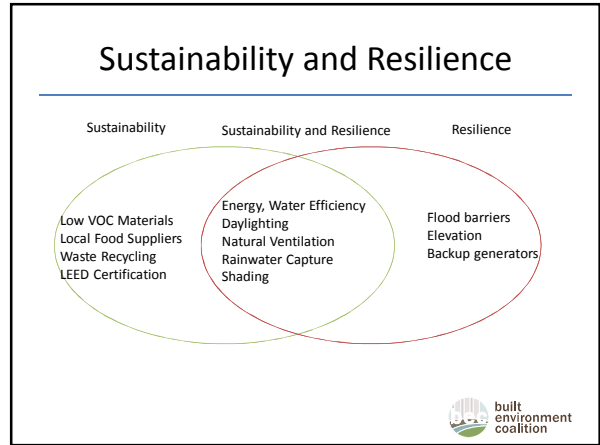 Sustainability and Resilience
Sustainability
Sustainability and Resilience
Resilience
Low VOC Materials
Local Food Suppliers
Waste Recycling
LEED Certification
Energy, Water Efficiency
Daylighting
Natural Ventilation
Rainwater Capture
Shading
Flood barriers
Elevation
Backup generators
bec
built
environment
coalition